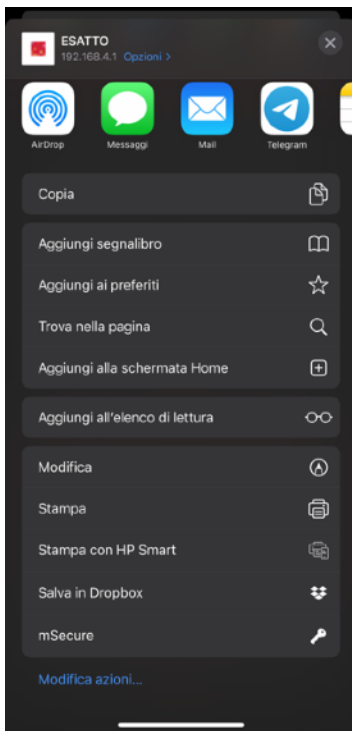 ESATTO
192.168.4.1 Opzioni >
AirDrop
Messaggi
Mail
Telegram
Copia
Aggiungi segnalibro
Aggiungi ai preferiti
Trova nella pagina
Aggiungi alla schermata Home
Aggiungi all'elenco di lettura
Modifica
Stampa
Stampa con HP Smart
Salva in Dropbox
mSecure
Modifica azioni...